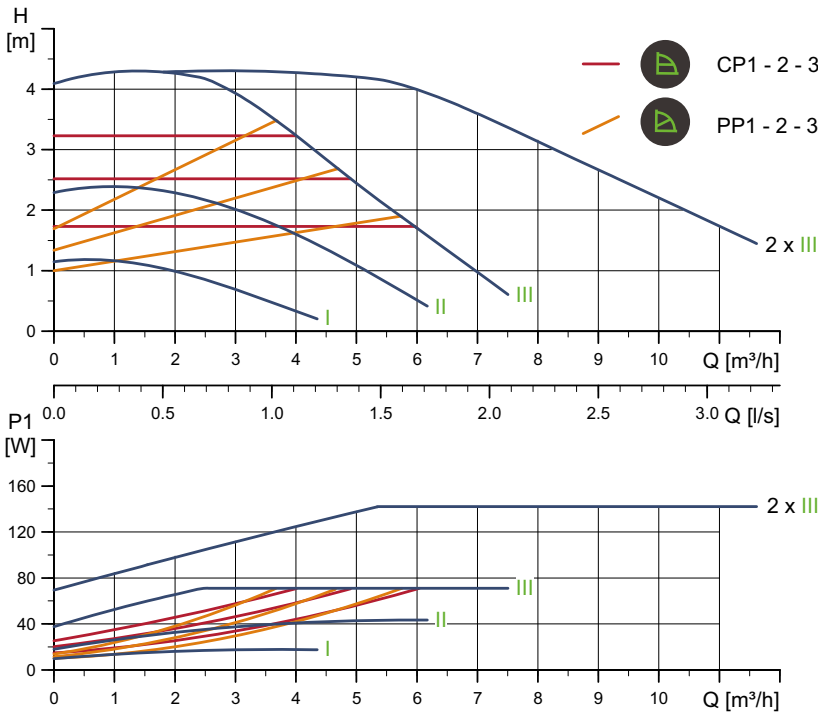 H
[m]
CP1 - 2 - 3
4
PP1 - 2 - 3
3
2
2 x III
1
III
II
I
0
0 1 2 3 4 5 6 7 8 9 10 Q [m³/h]
0.0 0.5 1.0 1.5 2.0 2.5 3.0 Q [l/s]
P1
[W]
160
2 x III
120
80
III
40
II
I
0
0 1 2 3 4 5 6 7 8 9 10 Q [m³/h]